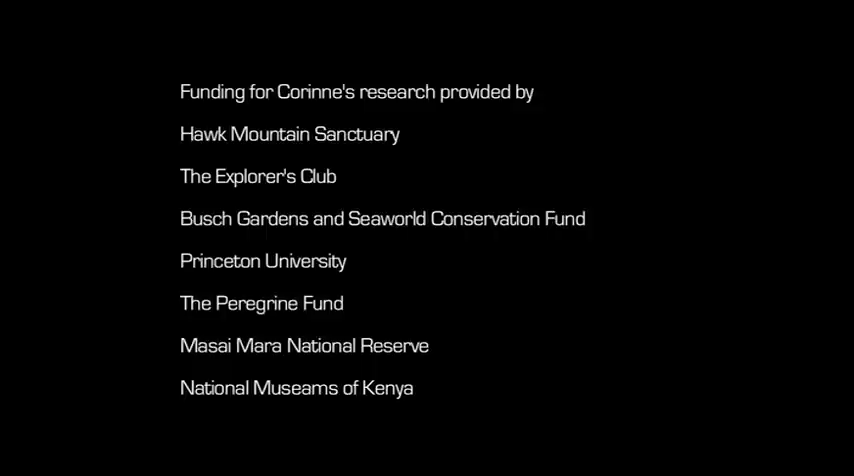 Funding for Corinne's research provided by
Hawk Mountain Sanctuary
The Explorer's Club
Busch Gardens and Seaworld Conservation Fund
Princeton University
The Peregrine Fund
Masai Mara National Reserve
National Museams of Kenya